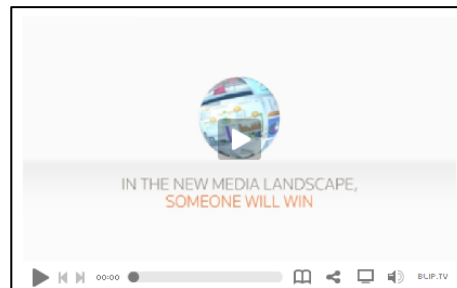 IN THE NEW MEDIA LANDSCAPE,
SOMEONE WILL WIN
00:00
BLIP.TV